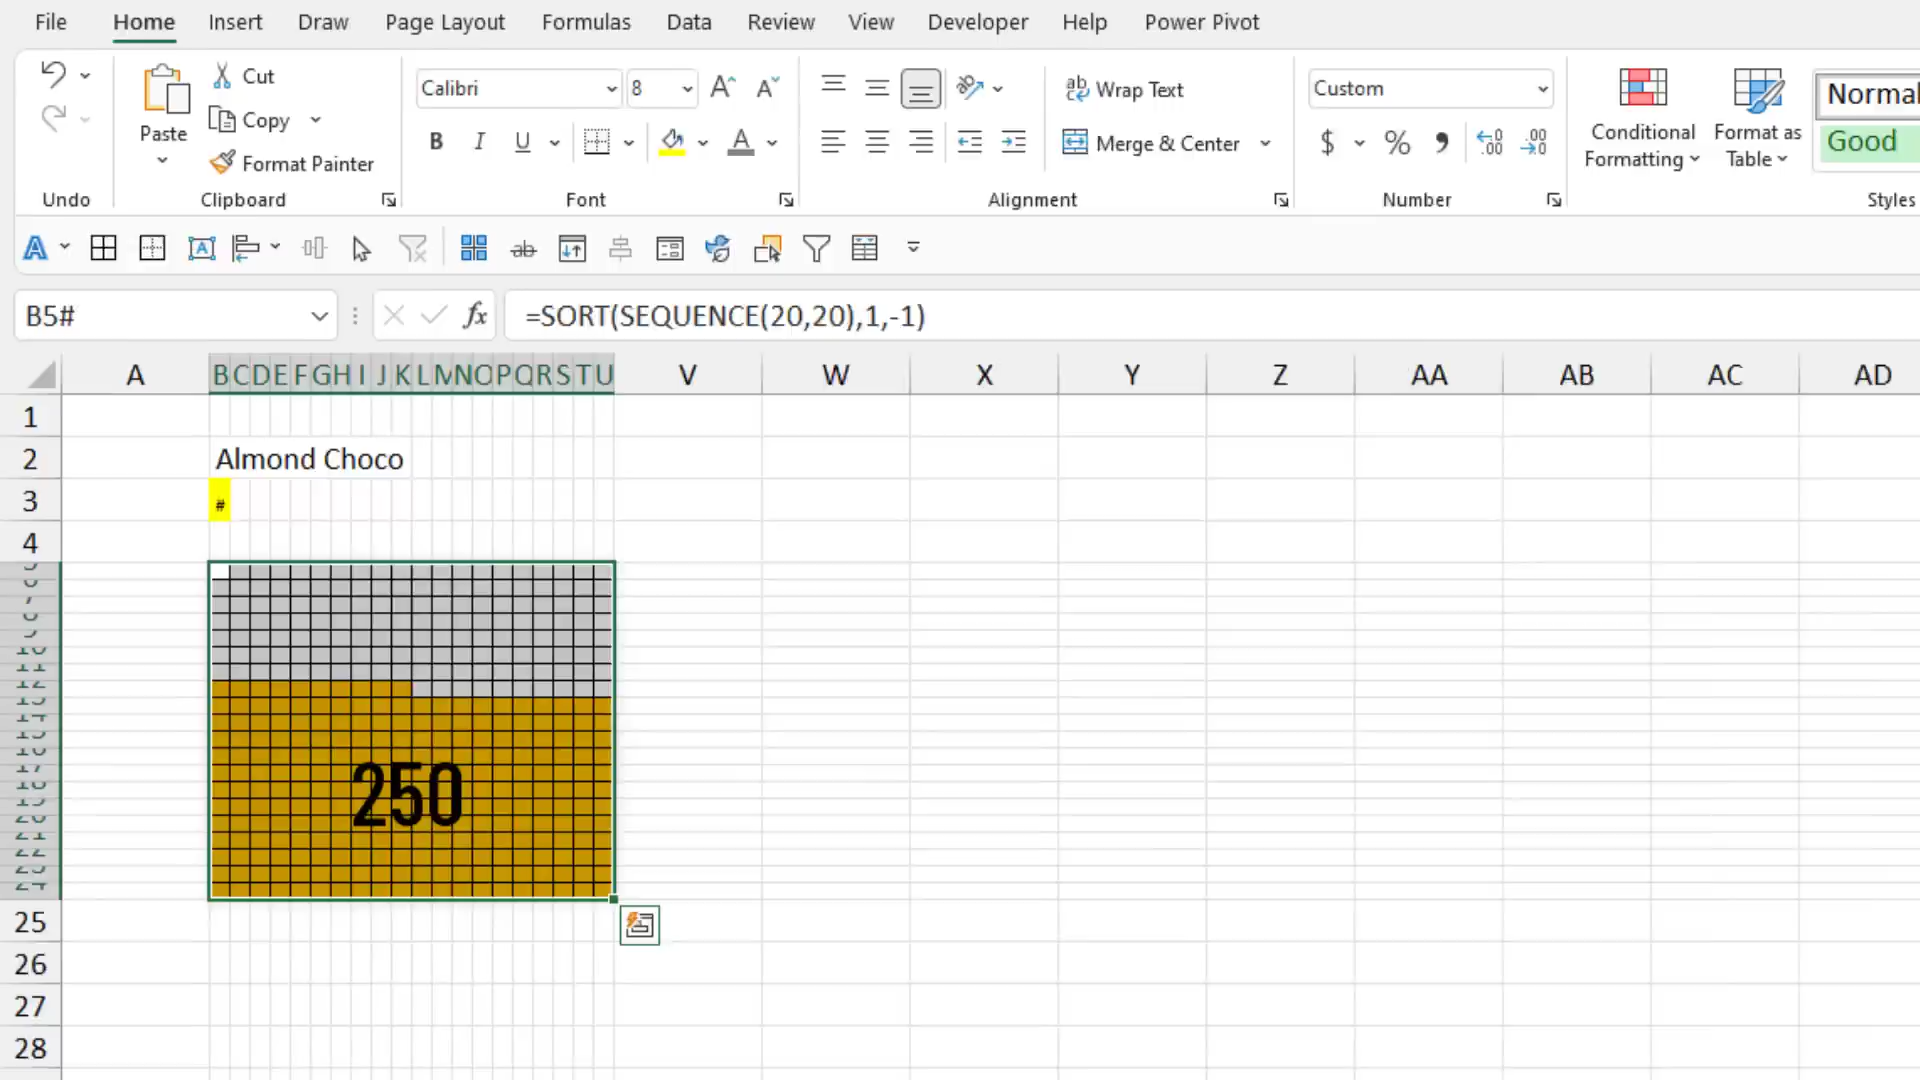 File Home Insert Draw Page Layout Formulas Data Review View Developer Help Power Pivot
Cut
Calibri 8
Wrap Text
Custom
Normal
Paste
Copy
Conditional Formatting
Format as Table
Good
Format Painter
B I U
Merge & Center
$ % ,
Undo Clipboard Font Alignment Number Styles
B5# fx =SORT(SEQUENCE(20,20),1,-1)
A B C D E F G H I J K L M N O P Q R S T U V W X Y Z AA AB AC AD
1
2 Almond Choco
3 #
4
250
25
26
27
28